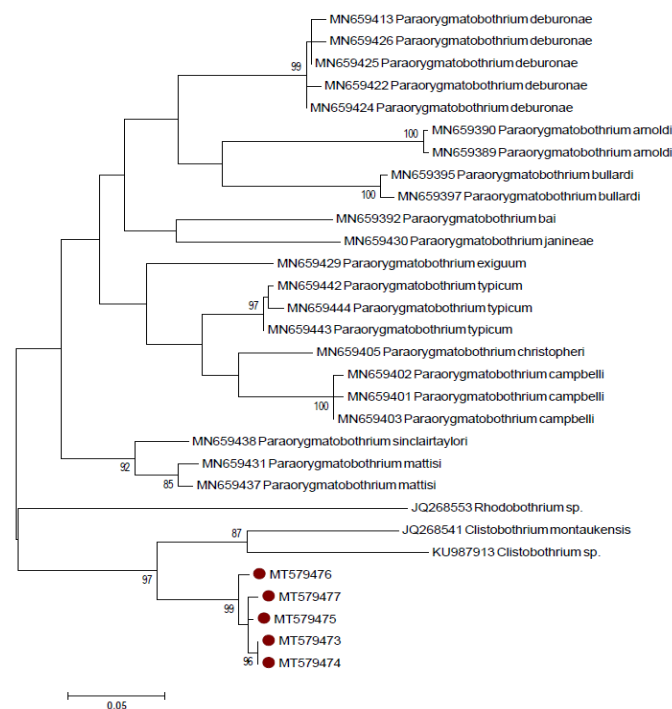 MN659413 Paraorygmatobothrium deburonae
MN659426 Paraorygmatobothrium deburonae
99
MN659425 Paraorygmatobothrium deburonae
MN659422 Paraorygmatobothrium deburonae
MN659424 Paraorygmatobothrium deburonae
100
MN659390 Paraorygmatobothrium arnoldi
MN659389 Paraorygmatobothrium arnoldi
MN659395 Paraorygmatobothrium bullardi
100
MN659397 Paraorygmatobothrium bullardi
MN659392 Paraorygmatobothrium bai
MN659430 Paraorygmatobothrium janineae
MN659429 Paraorygmatobothrium exiguum
MN659442 Paraorygmatobothrium typicum
97
MN659444 Paraorygmatobothrium typicum
MN659443 Paraorygmatobothrium typicum
MN659405 Paraorygmatobothrium christopheri
MN659402 Paraorygmatobothrium campbelli
MN659401 Paraorygmatobothrium campbelli
100
MN659403 Paraorygmatobothrium campbelli
MN659438 Paraorygmatobothrium sinclairtaylori
92
MN659431 Paraorygmatobothrium mattisi
85
MN659437 Paraorygmatobothrium mattisi
JQ268553 Rhodobothrium sp.
87
JQ268541 Clistobothrium montaukensis
KU987913 Clistobothrium sp.
97
MT579476
99
MT579477
MT579475
MT579473
96
MT579474
0.05